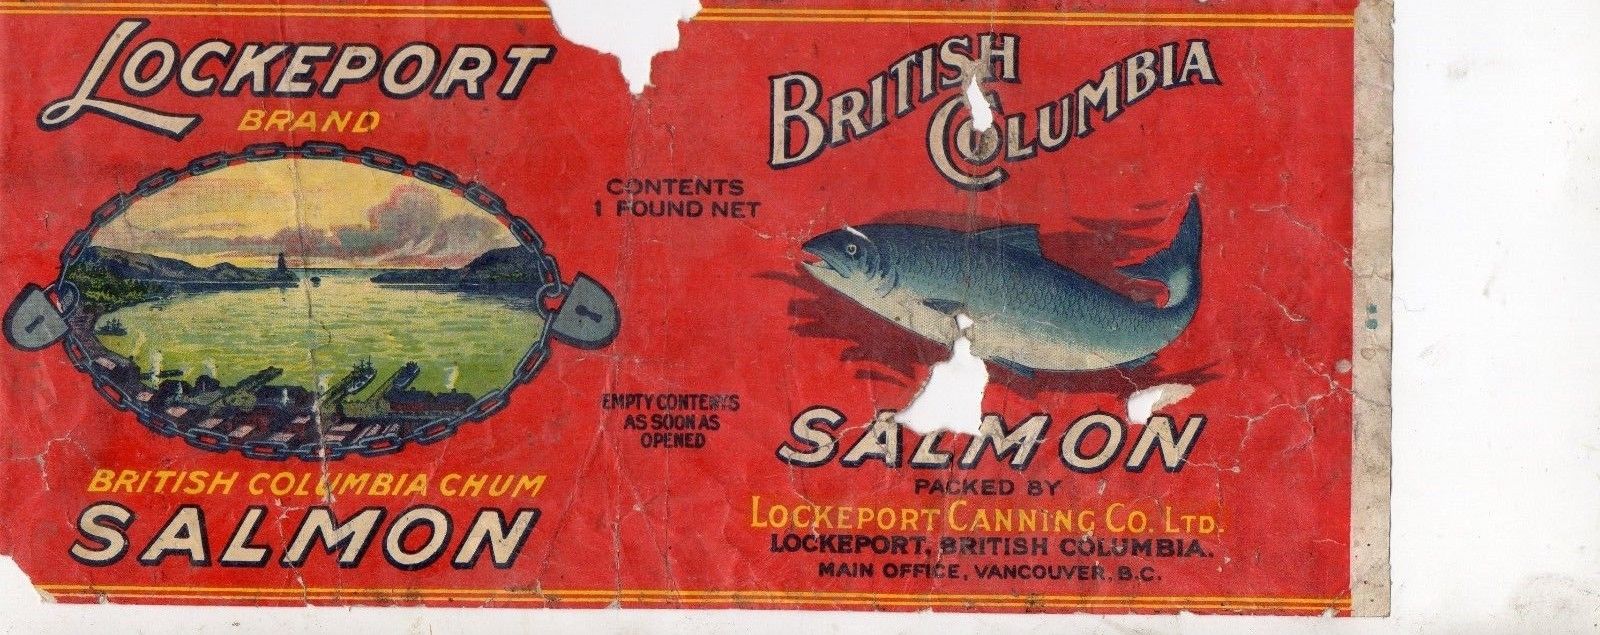 LOCKEPORT
BRAND
BRITISH COLUMBIA CHUM
SALMON
CONTENTS
1 POUND NET
EMPTY CONTENTS
AS SOON AS
OPENED
BRITISH
COLUMBIA
SALMON
PACKED BY
LOCKEPORT CANNING CO. LTD.
LOCKEPORT, BRITISH COLUMBIA.
MAIN OFFICE, VANCOUVER, B.C.